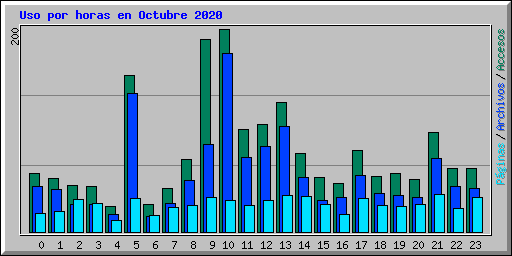 Uso por horas en Octubre 2020
200
Páginas / Archivos / Accesos
0 1 2 3 4 5 6 7 8 9 10 11 12 13 14 15 16 17 18 19 20 21 22 23